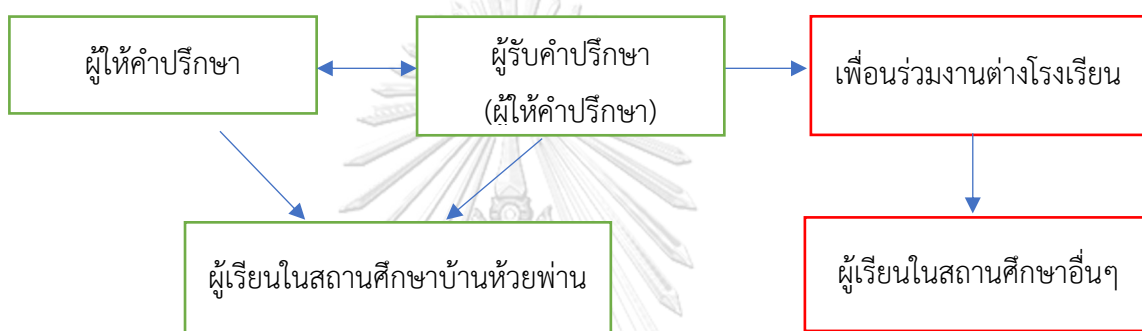 ผู้ให้คำปรึกษา
ผู้รับคำปรึกษา
(ผู้ให้คำปรึกษา)
เพื่อนร่วมงานต่างโรงเรียน
ผู้เรียนในสถานศึกษาบ้านห้วยพ่าน
ผู้เรียนในสถานศึกษาอื่นๆ